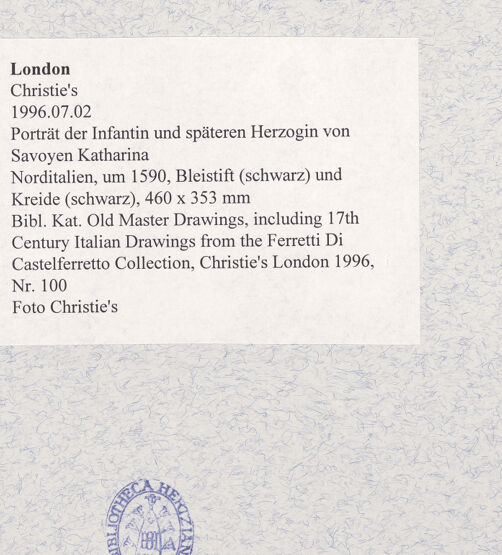 London
Christie's
1996.07.02
Porträt der Infantin und späteren Herzogin von
Savoyen Katharina
Norditalien, um 1590, Bleistift (schwarz) und
Kreide (schwarz), 460 x 353 mm
Bibl. Kat. Old Master Drawings, including 17th
Century Italian Drawings from the Ferretti Di
Castelferretto Collection, Christie's London 1996,
Nr. 100
Foto Christie's
BIBLIOTHECA HERTZIAN